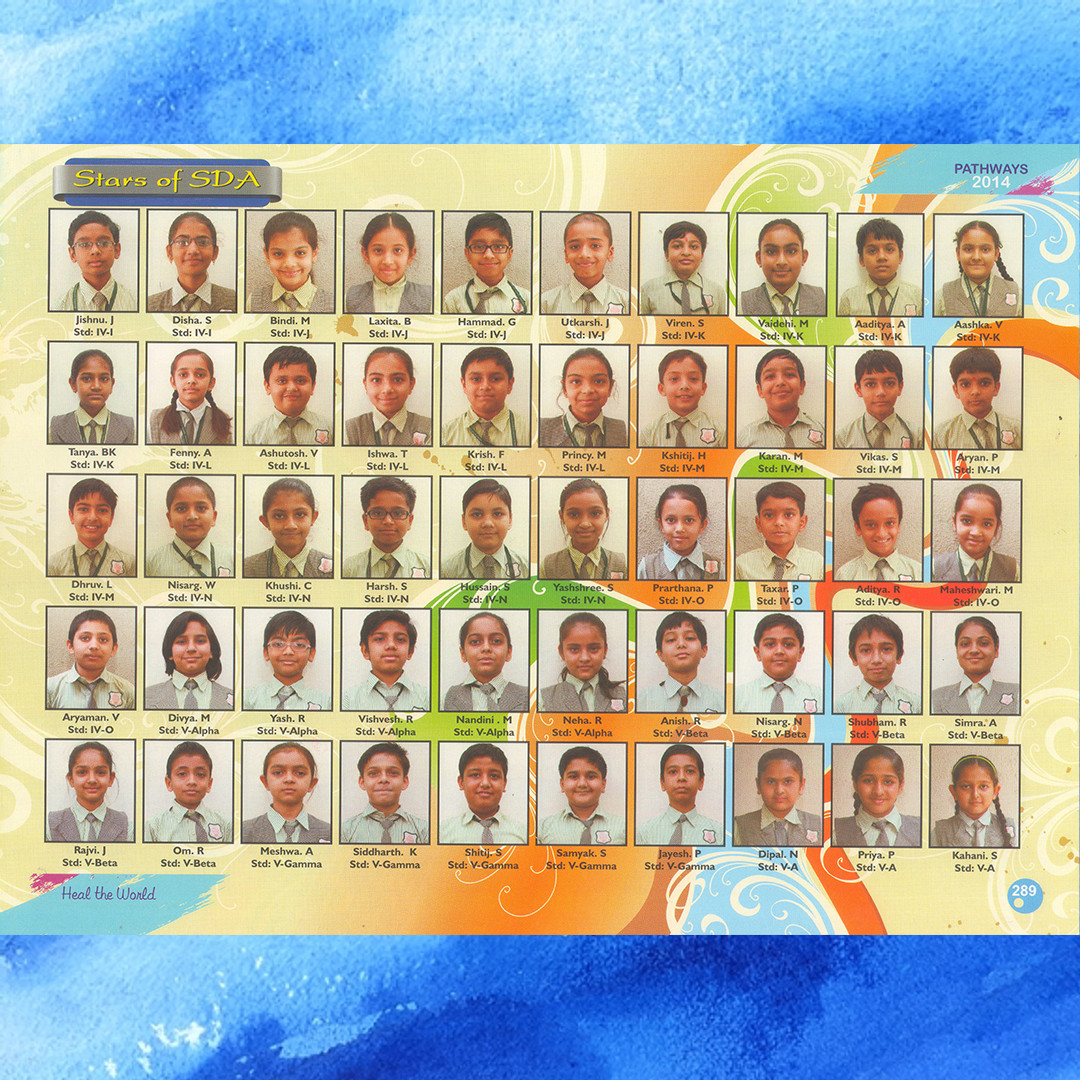 Stars of SDA
PATHWAYS
2014
Jishnu. J
Std: IV-I
Disha. S
Std: IV-I
Bindi. M
Std: IV-J
Laxita. B
Std: IV-J
Hammad. G
Std: IV-J
Utkarsh. J
Std: IV-J
Viren. S
Std: IV-K
Vaidehi. M
Std: IV-K
Aaditya. A
Std: IV-K
Aashka. V
Std: IV-K
Tanya. BK
Std: IV-K
Fenny. A
Std: IV-L
Ashutosh. V
Std: IV-L
Ishwa. T
Std: IV-L
Krish. F
Std: IV-L
Princy. M
Std: IV-L
Kshitij. H
Std: IV-M
Karan. M
Std: IV-M
Vikas. S
Std: IV-M
Aryan. P
Std: IV-M
Dhruv. L
Std: IV-M
Nisarg. W
Std: IV-N
Khushi. C
Std: IV-N
Harsh. S
Std: IV-N
Hussain. S
Std: IV-N
Yashshree. S
Std: IV-N
Prarthana. P
Std: IV-O
Taxar. P
Std: IV-O
Aditya. R
Std: IV-O
Maheshwari. M
Std: IV-O
Aryaman. V
Std: IV-O
Divya. M
Std: V-Alpha
Yash. R
Std: V-Alpha
Vishvesh. R
Std: V-Alpha
Nandini . M
Std: V-Alpha
Neha. R
Std: V-Alpha
Anish. R
Std: V-Beta
Nisarg. N
Std: V-Beta
Shubham. R
Std: V-Beta
Simra. A
Std: V-Beta
Rajvi. J
Std: V-Beta
Om. R
Std: V-Beta
Meshwa. A
Std: V-Gamma
Siddharth. K
Std: V-Gamma
Shitij. S
Std: V-Gamma
Samyak. S
Std: V-Gamma
Jayesh. P
Std: V-Gamma
Dipal. N
Std: V-A
Priya. P
Std: V-A
Kahani. S
Std: V-A
Heal the World
289